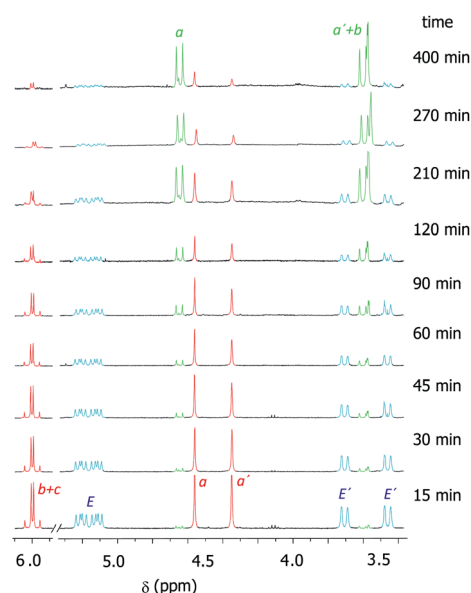 time
a
a´+b
400 min
270 min
210 min
120 min
90 min
60 min
45 min
30 min
b+c
E
a
a´
E´
E´
15 min
6.0
5.0
4.5
4.0
3.5
δ (ppm)